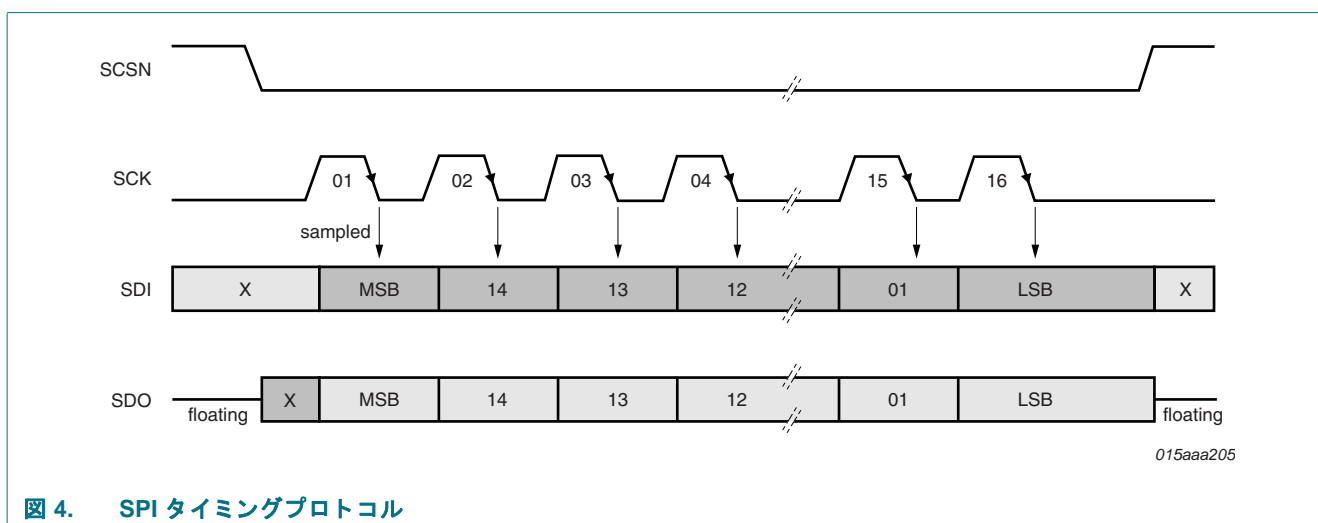 SCSN
SCK 01 02 03 04 15 16
sampled
SDI X MSB 14 13 12 01 LSB X
SDO floating X MSB 14 13 12 01 LSB floating
015aaa205
図 4. SPI タイミングプロトコル